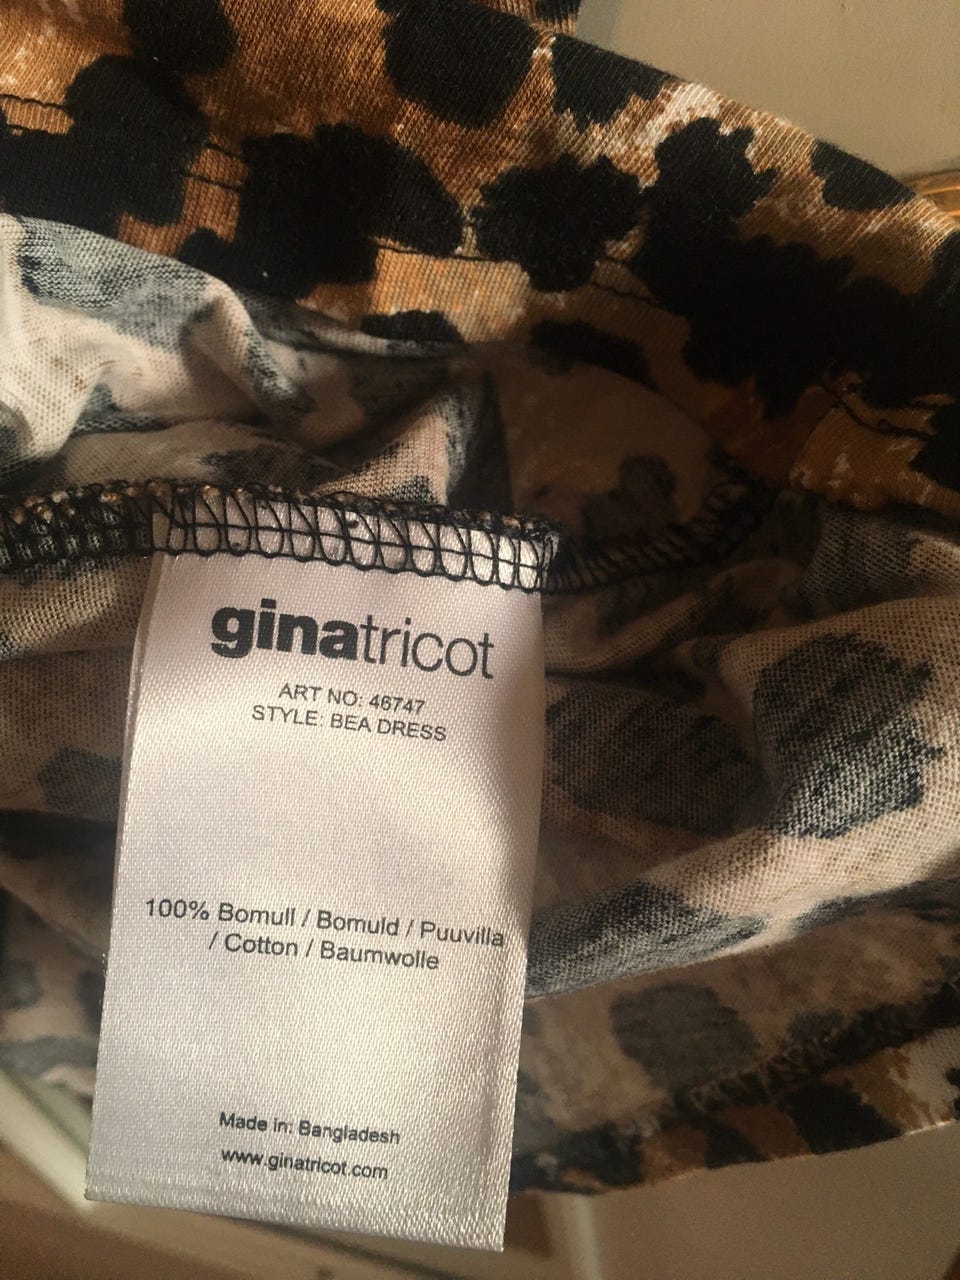 ginatricot
ART NO: 46747
STYLE: BEA DRESS
100% Bomull / Bomuld / Puuvilla
/ Cotton / Baumwolle
Made in: Bangladesh
www.ginatricot.com